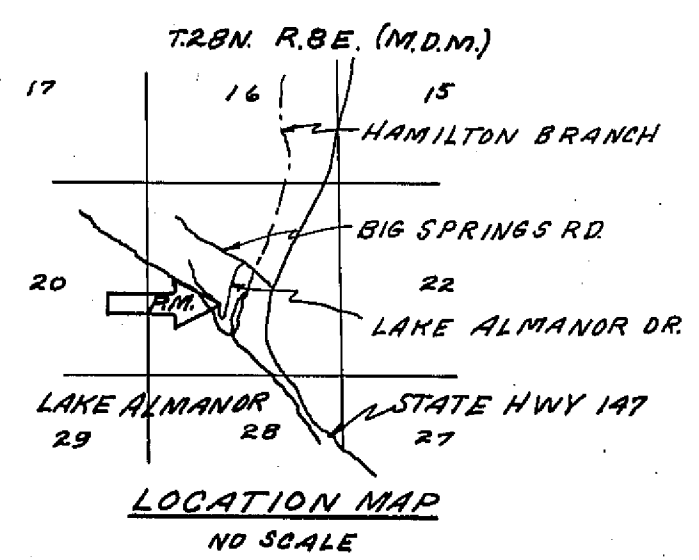 T.28N. R.8E. (M.D.M.)
17
16
15
HAMILTON BRANCH
BIG SPRINGS RD.
20
22
P.M.
LAKE ALMANOR DR.
LAKE ALMANOR
STATE HWY 147
29
28
27
LOCATION MAP
NO SCALE